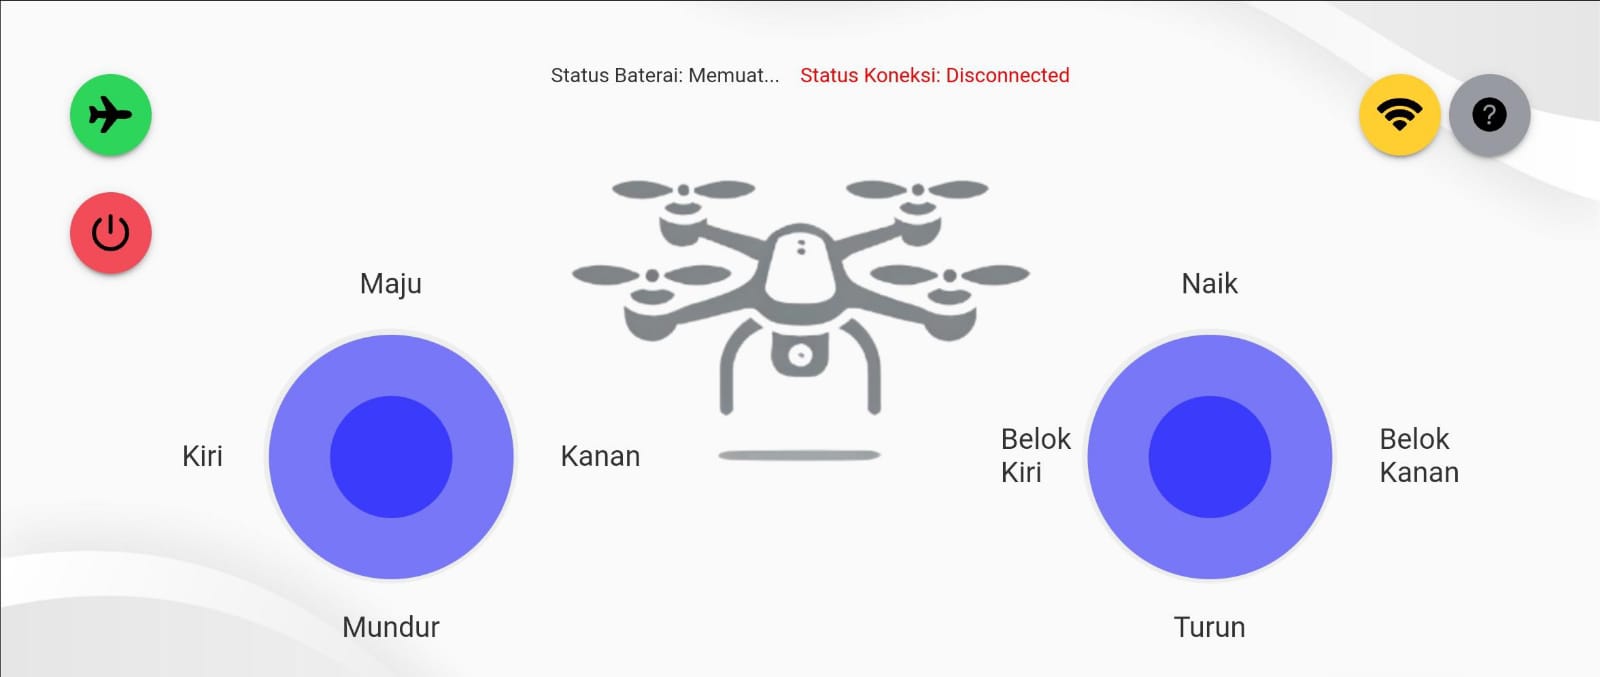 Status Baterai: Memuat... Status Koneksi: Disconnected
?
Maju
Naik
Kiri
Kanan
Belok
Kiri
Belok
Kanan
Mundur
Turun